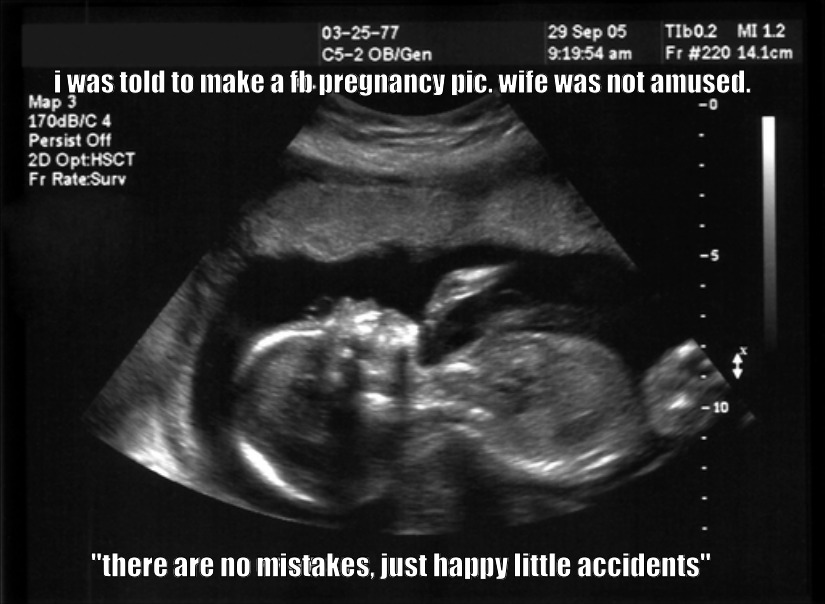 03-25-77 29 Sep 05 TIb0.2 MI 1.2
C5-2 OB/Gen 9:19:54 am Fr #220 14.1cm
i was told to make a fb pregnancy pic. wife was not amused.
Map 3
170dB/C 4
Persist Off
2D Opt:HSCT
Fr Rate:Surv
0
5
x
10
"there are no mistakes, just happy little accidents"